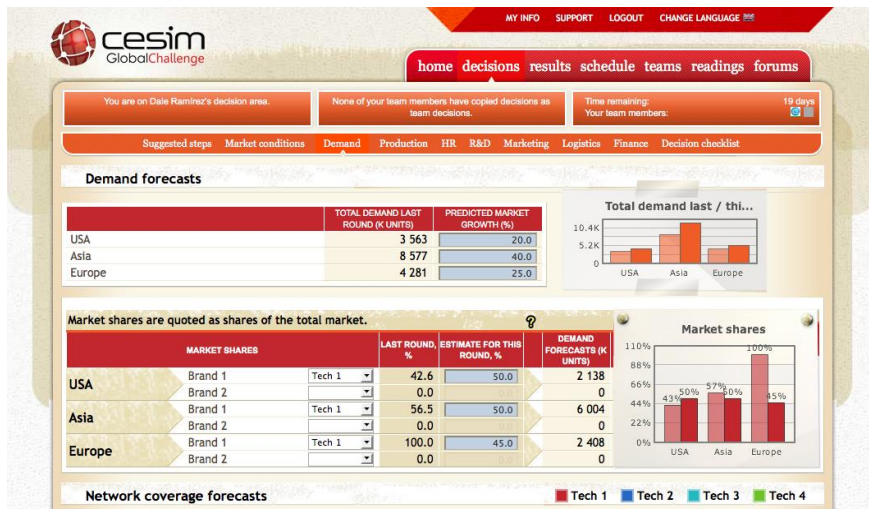 MY INFO SUPPORT LOGOUT CHANGE LANGUAGE
cesim
GlobalChallenge
home decisions results schedule teams readings forums
You are on Dale Ramirez's decision area.
None of your team members have copied decisions as team decisions.
Time remaining: 19 days
Your team members:
Suggested steps Market conditions Demand Production HR R&D Marketing Logistics Finance Decision checklist
Demand forecasts
TOTAL DEMAND LAST ROUND (K UNITS) PREDICTED MARKET GROWTH (%)
USA 3 563 20.0
Asia 8 577 40.0
Europe 4 281 25.0
Total demand last / thi...
10.4K
5.2K
0
USA Asia Europe
Market shares are quoted as shares of the total market. ?
MARKET SHARES LAST ROUND, % ESTIMATE FOR THIS ROUND, % DEMAND FORECASTS (K UNITS)
USA
Brand 1 Tech 1 42.6 50.0 2 138
Brand 2 0.0 0.0 0
Asia
Brand 1 Tech 1 56.5 50.0 6 004
Brand 2 0.0 0.0 0
Europe
Brand 1 Tech 1 100.0 45.0 2 408
Brand 2 0.0 0.0 0
Market shares
110%
88%
66%
44%
22%
0%
43% 50% 57% 50% 100% 45%
USA Asia Europe
Network coverage forecasts
Tech 1 Tech 2 Tech 3 Tech 4